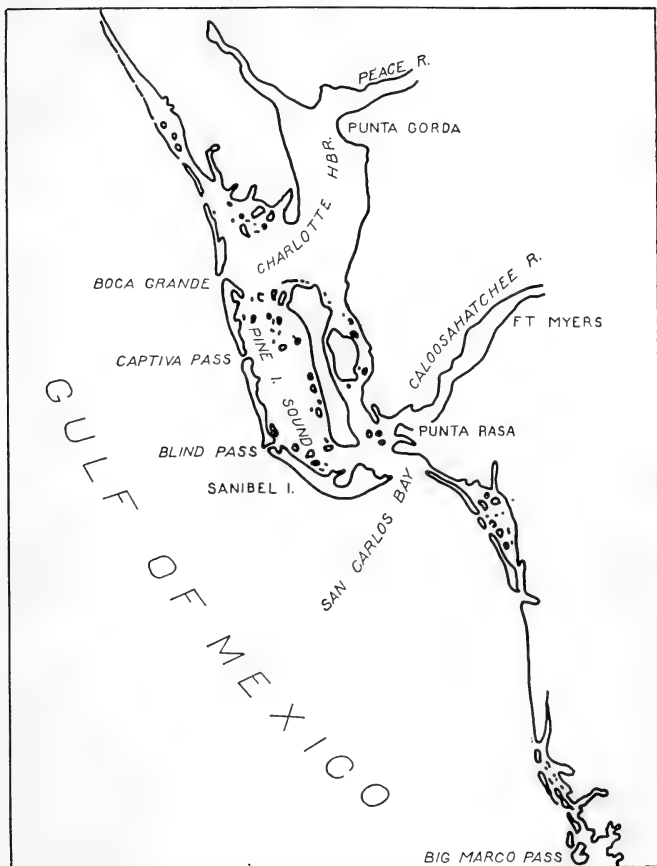 PEACE R.
PUNTA GORDA
CHARLOTTE HBR.
BOCA GRANDE
CALOOSAHATCHEE R.
FT MYERS
CAPTIVA PASS
PINE I. SOUND
PUNTA RASA
BLIND PASS
SANIBEL I.
SAN CARLOS BAY
GULF OF MEXICO
BIG MARCO PASS